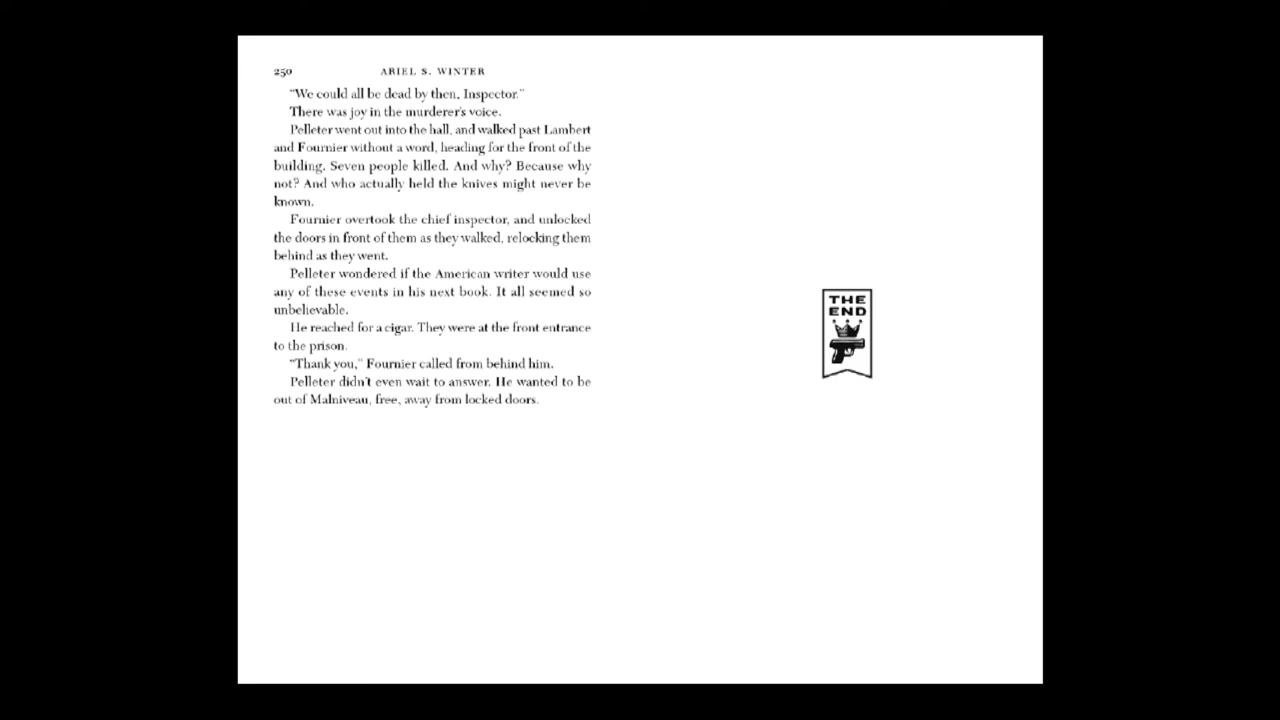 250
ARIEL S. WINTER
"We could all be dead by then, Inspector."
There was joy in the murderer's voice.
Pelleter went out into the hall, and walked past Lambert
and Fournier without a word, heading for the front of the
building. Seven people killed. And why? Because why
not? And who actually held the knives might never be
known.
Fournier overtook the chief inspector, and unlocked
the doors in front of them as they walked, relocking them
behind as they went.
Pelleter wondered if the American writer would use
any of these events in his next book. It all seemed so
unbelievable.
He reached for a cigar. They were at the front entrance
to the prison.
"Thank you," Fournier called from behind him.
Pelleter didn't even wait to answer. He wanted to be
out of Malniveau, free, away from locked doors.
THE
END